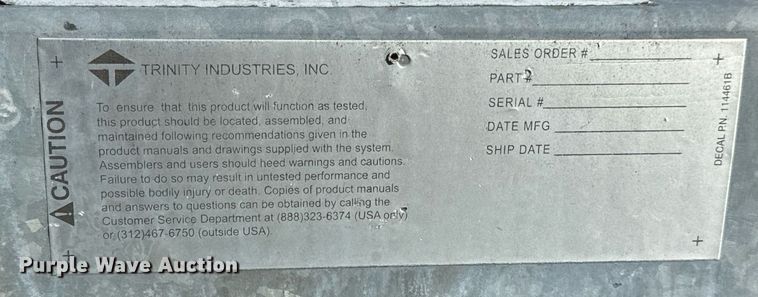 CAUTION
TRINITY INDUSTRIES, INC.
To ensure that this product will function as tested,
this product should be located, assembled, and
maintained following recommendations given in the
product manuals and drawings supplied with the system.
Assemblers and users should heed warnings and cautions.
Failure to do so may result in untested performance and
possible bodily injury or death. Copies of product manuals
and answers to questions can be obtained by calling the
Customer Service Department at (888)323-6374 (USA only)
or (312)467-6750 (outside USA).
SALES ORDER #
PART #
SERIAL #
DATE MFG
SHIP DATE
DECAL P.N. 114461B
Purple Wave Auction